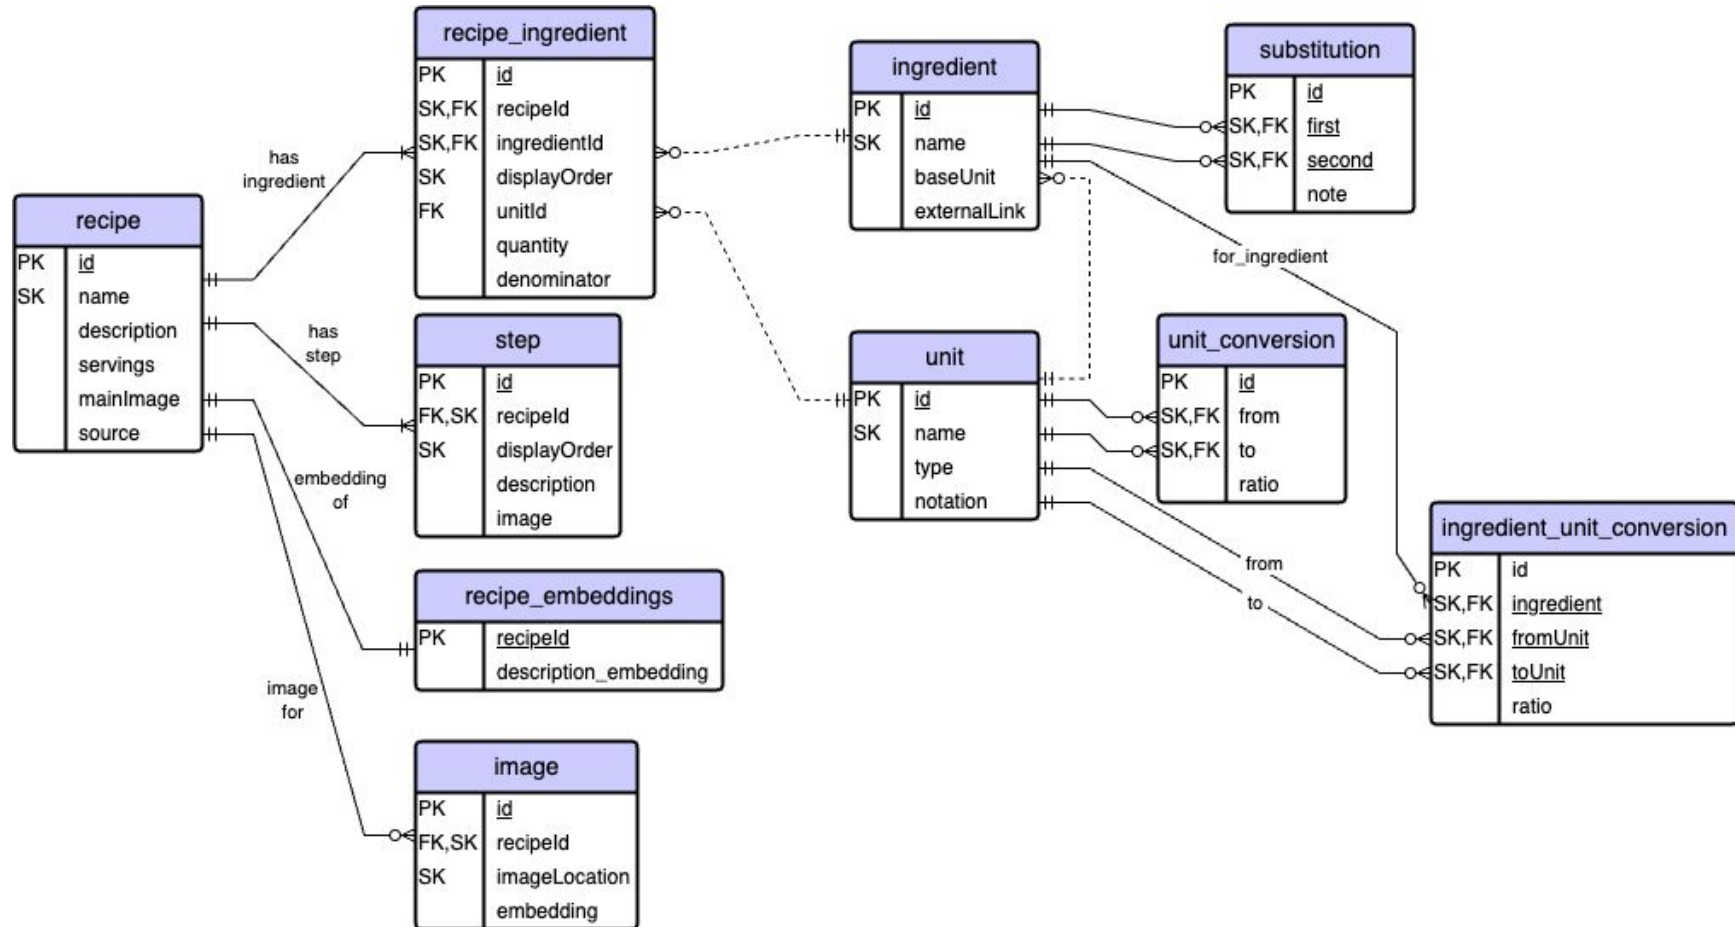 recipe
PK id
SK name
description
servings
mainImage
source
has
ingredient
has
step
embedding
of
image
for
recipe_ingredient
PK id
SK,FK recipeId
SK,FK ingredientId
SK displayOrder
FK unitId
quantity
denominator
step
PK id
FK,SK recipeId
SK displayOrder
description
image
recipe_embeddings
PK recipeId
description_embedding
image
PK id
FK,SK recipeId
SK imageLocation
embedding
ingredient
PK id
SK name
baseUnit
externalLink
unit
PK id
SK name
type
notation
substitution
PK id
SK,FK first
SK,FK second
note
for_ingredient
unit_conversion
PK id
SK,FK from
SK,FK to
ratio
from
to
ingredient_unit_conversion
PK id
SK,FK ingredient
SK,FK fromUnit
SK,FK toUnit
ratio